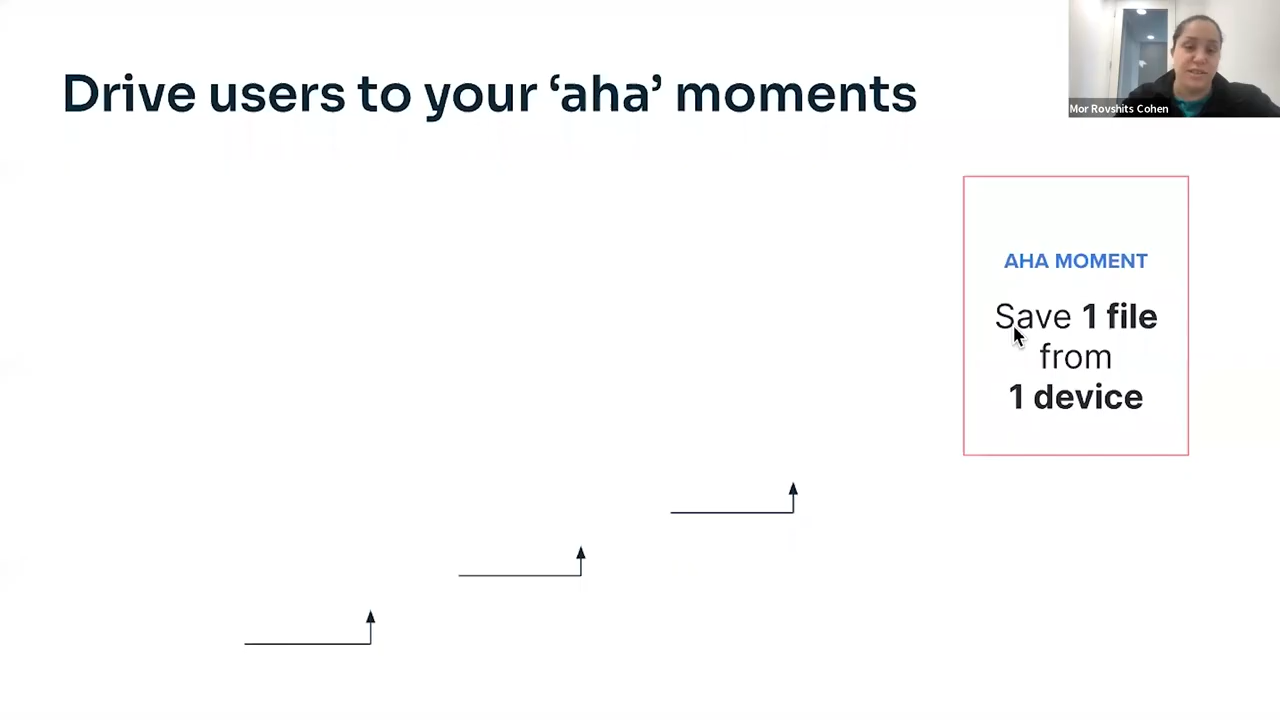 Drive users to your ‘aha’ moments
Mor Rovshits Cohen
AHA MOMENT
Save 1 file
from
1 device